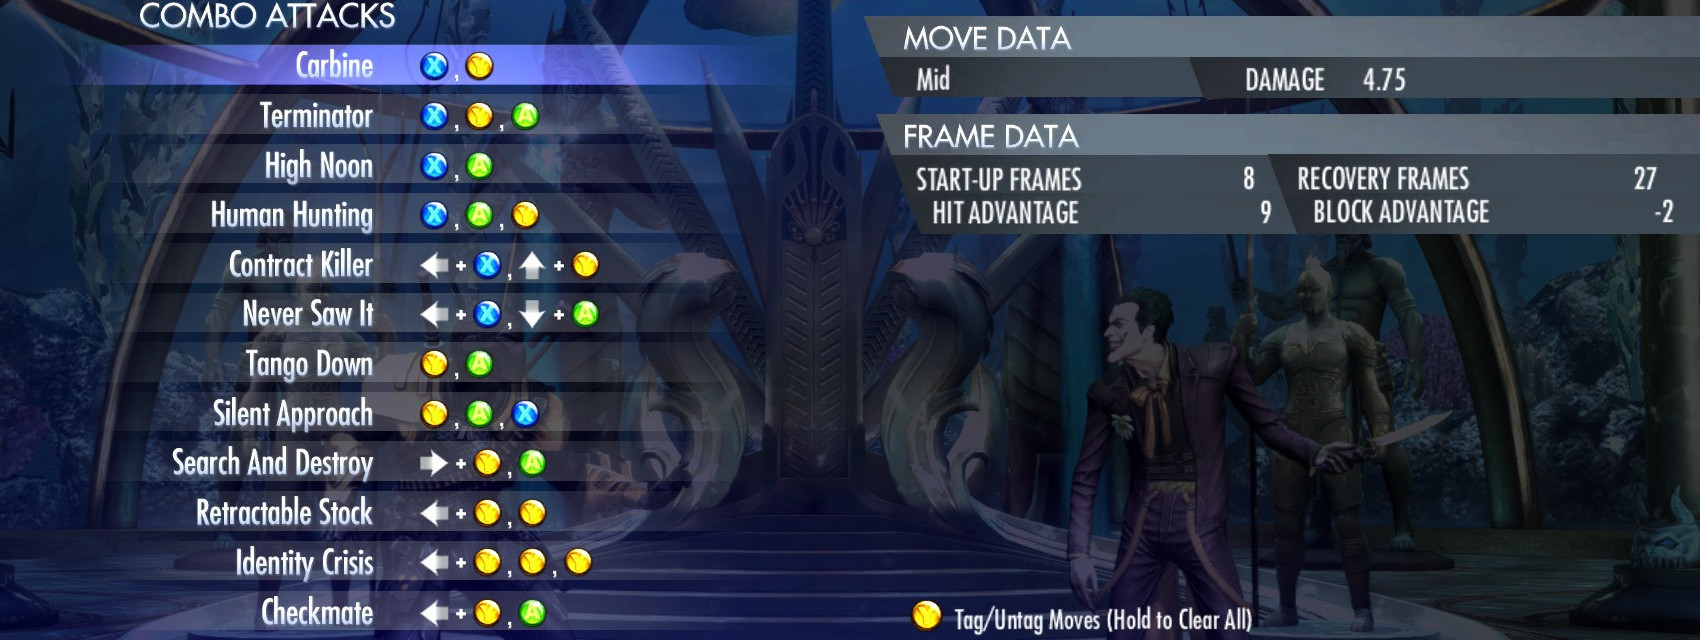 COMBO ATTACKS
Carbine X, Y
Terminator X, Y, A
High Noon X, A
Human Hunting X, A, Y
Contract Killer ← + X, ↑ + Y
Never Saw It ← + X, ↓ + A
Tango Down Y, A
Silent Approach Y, A, X
Search And Destroy → + Y, A
Retractable Stock ← + Y, Y
Identity Crisis ← + Y, Y, Y
Checkmate ← + Y, A
MOVE DATA
Mid DAMAGE 4.75
FRAME DATA
START-UP FRAMES 8 RECOVERY FRAMES 27
HIT ADVANTAGE 9 BLOCK ADVANTAGE -2
Y Tag/Untag Moves (Hold to Clear All)